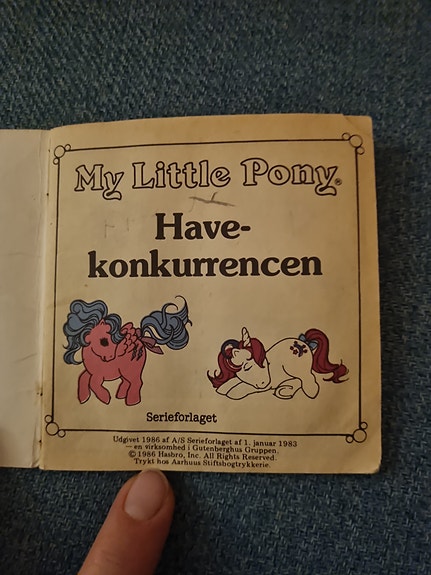 My Little Pony®
Have-
konkurrencen
Serieforlaget
Udgivet 1986 af A/S Serieforlaget af 1. januar 1983
— en virksomhed i Gutenberghus Gruppen.
© 1986 Hasbro, Inc. All Rights Reserved.
Trykt hos Aarhuus Stiftsbogtrykkerie.